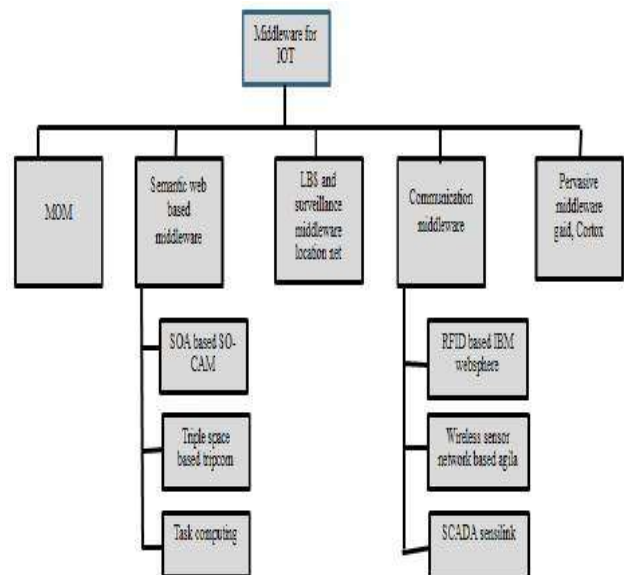 Middleware for
IOT
MOM
Semantic web
based
middleware
LBS and
surveillance
middleware
location net
Communication
middleware
Pervasive
middleware
gaid, Cortox
SOA based SO-
CAM
Triple space
based tripcom
Task computing
RFID based IBM
websphere
Wireless sensor
network based agila
SCADA sensilink